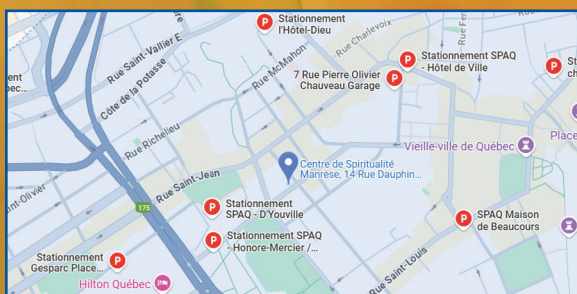 Stationnement
l'Hôtel-Dieu
Rue Charlevoix
Rue Saint-Vallier E
Rue McMahon
Côte de la Potasse
Stationnement SPAQ
- Hôtel de Ville
7 Rue Pierre Olivier
Chauveau Garage
Rue Richelieu
Vieille-ville de Québec
Place
Centre de Spiritualité
Manrèse, 14 Rue Dauphin...
Rue Saint-Jean
175
Stationnement
SPAQ - D'Youville
Stationnement SPAQ
- Honore-Mercier /...
SPAQ Maison
de Beaucours
Stationnement
Gesparc Place...
Rue Saint-Louis
Hilton Québec